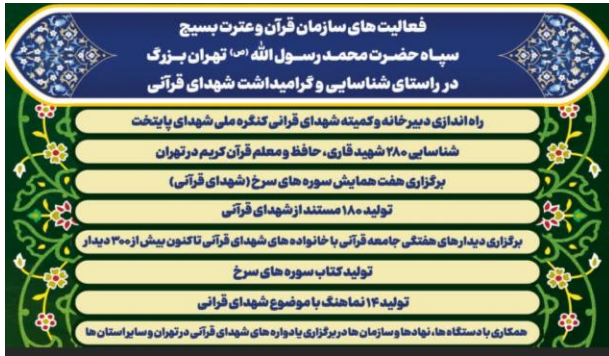 فعالیت های سازمان قرآن و عترت بسیج
سپاه حضرت محمد رسول الله (ص) تهران بزرگ
در راستای شناسایی و گرامیداشت شهدای قرآنی
راه اندازی دبیرخانه و کمیته شهدای قرانی کنگره ملی شهدای پایتخت
شناسایی ۲۸۰ شهید قاری، حافظ و معلم قرآن کریم در تهران
برگزاری هفت همایش سوره های سرخ (شهدای قرآنی)
تولید ۱۸۰ مستند از شهدای قرآنی
برگزاری دیدارهای هفتگی جامعه قرآنی با خانواده های شهدای قرآنی تاکنون بیش از ۳۰۰ دیدار
تولید کتاب سوره های سرخ
تولید ۱۴ نماهنگ با موضوع شهدای قرانی
همکاری با دستگاه ها، نهادها و سازمان ها در برگزاری یادواره های شهدای قرآنی در تهران و سایر استان ها